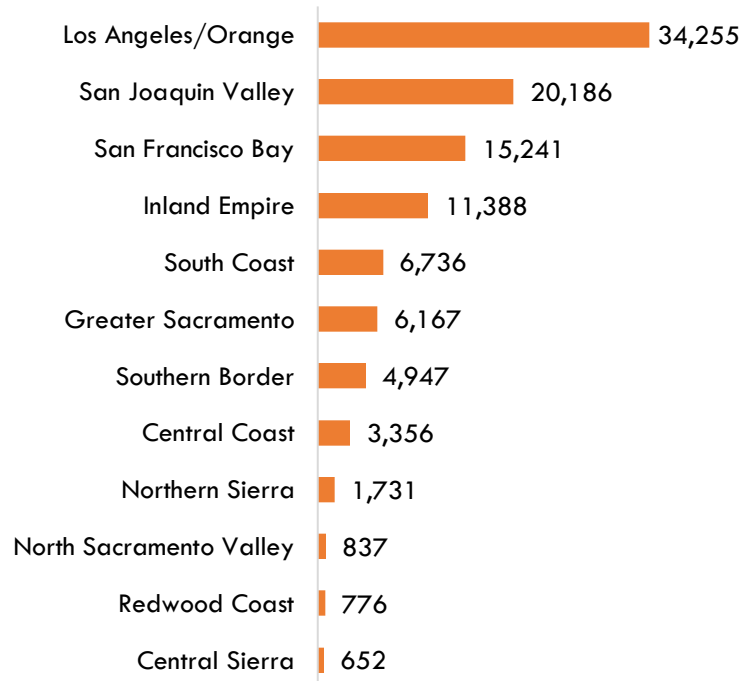 Los Angeles/Orange 34,255
San Joaquin Valley 20,186
San Francisco Bay 15,241
Inland Empire 11,388
South Coast 6,736
Greater Sacramento 6,167
Southern Border 4,947
Central Coast 3,356
Northern Sierra 1,731
North Sacramento Valley 837
Redwood Coast 776
Central Sierra 652